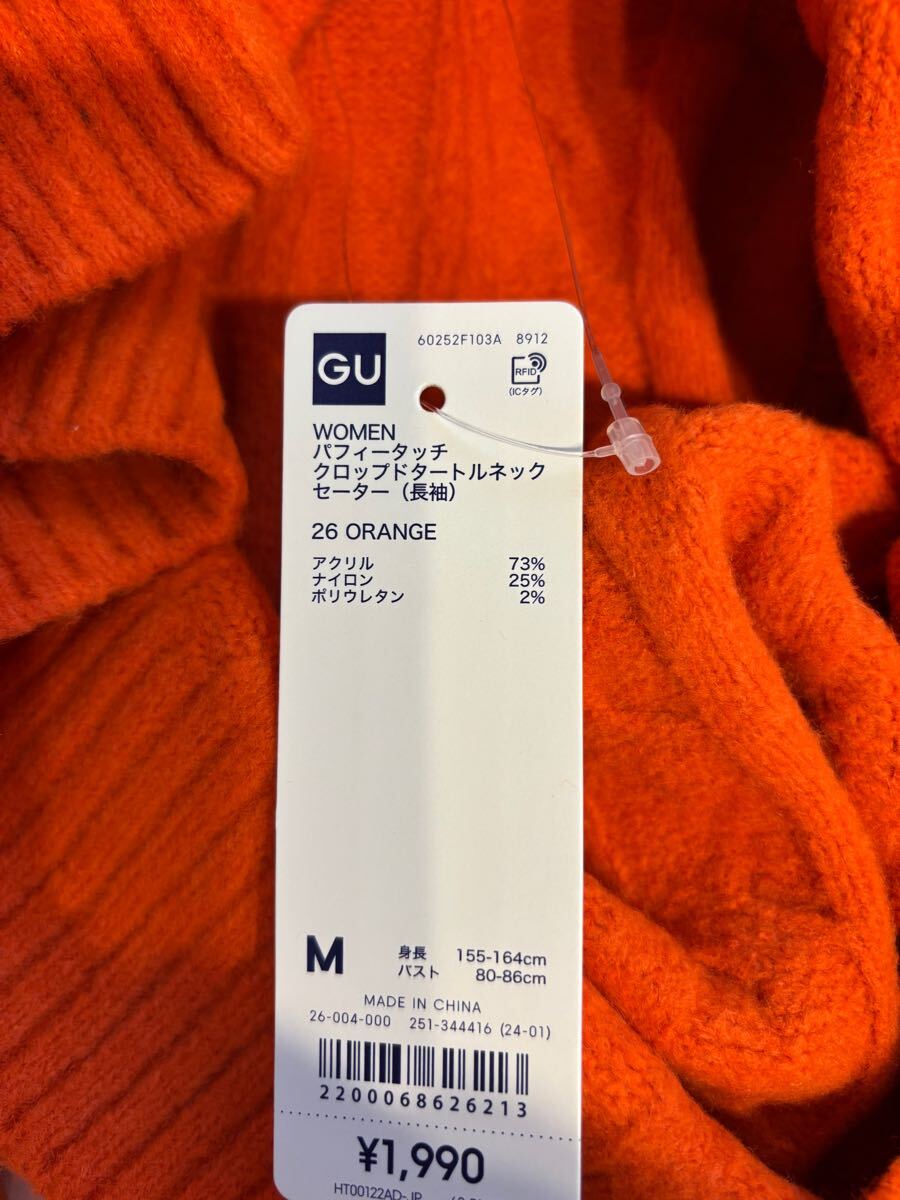 60252F103A 8912
GU
RFID
(ICタグ)
WOMEN
パフィータッチ
クロップドタートルネック
セーター（長袖）
26 ORANGE
アクリル 73%
ナイロン 25%
ポリウレタン 2%
M 身長 155-164cm
バスト 80-86cm
MADE IN CHINA
26-004-000 251-344416 (24-01)
2200068626213
¥1,990
HT00122AD-JP